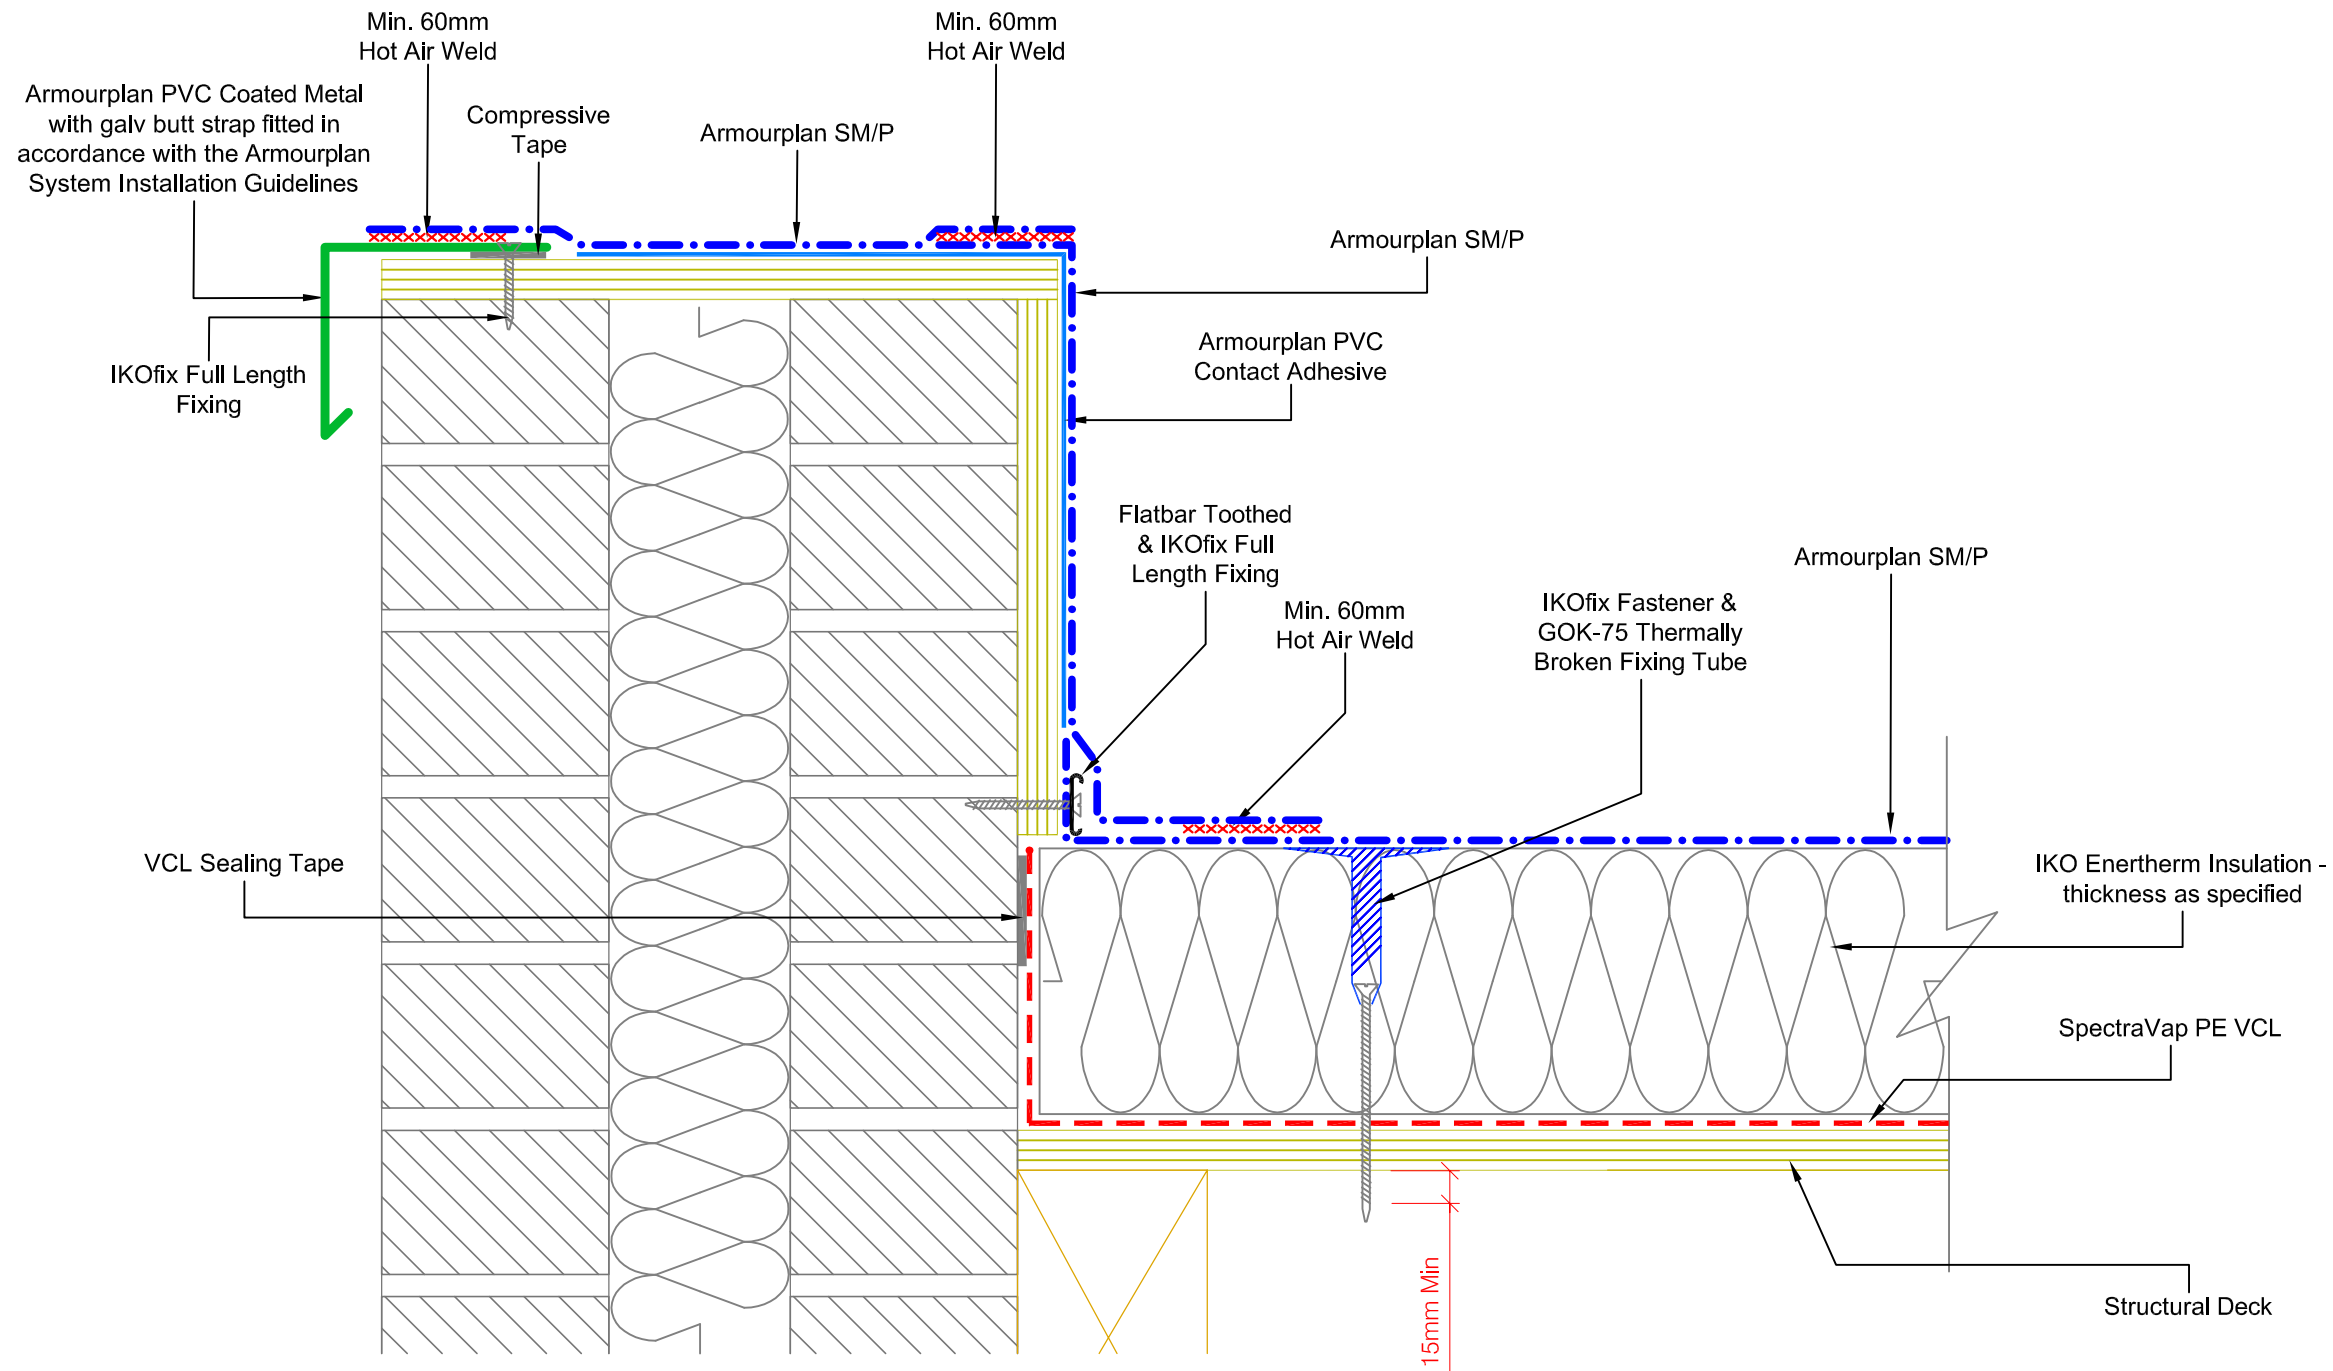 Min. 60mm
Hot Air Weld
Min. 60mm
Hot Air Weld
Armourplan PVC Coated Metal
with galv butt strap fitted in
accordance with the Armourplan
System Installation Guidelines
Compressive
Tape
Armourplan SM/P
Armourplan SM/P
Armourplan PVC
Contact Adhesive
IKOfix Full Length
Fixing
Flatbar Toothed
& IKOfix Full
Length Fixing
Min. 60mm
Hot Air Weld
IKOfix Fastener &
GOK-75 Thermally
Broken Fixing Tube
Armourplan SM/P
VCL Sealing Tape
IKO Enertherm Insulation -
thickness as specified
SpectraVap PE VCL
Structural Deck
15mm Min